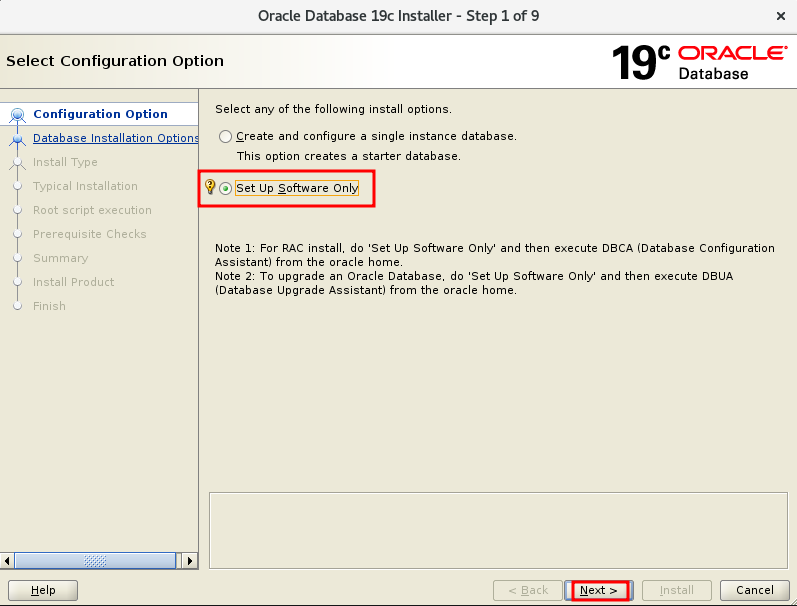 Oracle Database 19c Installer - Step 1 of 9
Select Configuration Option
19c ORACLE
Database
Configuration Option
Database Installation Options
Install Type
Typical Installation
Root script execution
Prerequisite Checks
Summary
Install Product
Finish
Select any of the following install options.
Create and configure a single instance database.
This option creates a starter database.
Set Up Software Only
Note 1: For RAC install, do 'Set Up Software Only' and then execute DBCA (Database Configuration
Assistant) from the oracle home.
Note 2: To upgrade an Oracle Database, do 'Set Up Software Only' and then execute DBUA
(Database Upgrade Assistant) from the oracle home.
Help
< Back
Next >
Install
Cancel